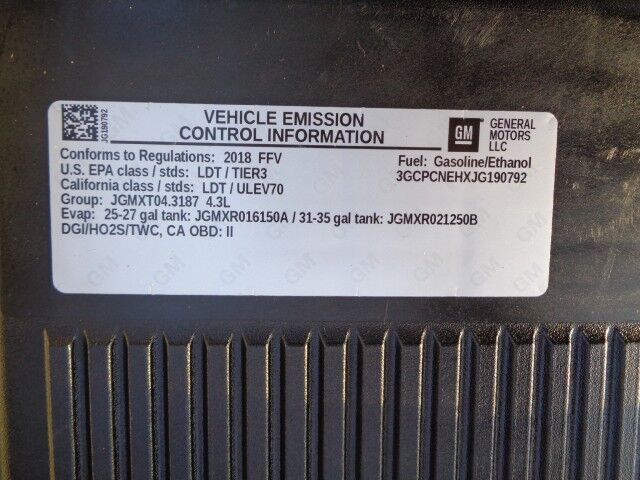 JG190792
VEHICLE EMISSION
CONTROL INFORMATION
GM
GENERAL
MOTORS
LLC
Conforms to Regulations: 2018 FFV
Fuel: Gasoline/Ethanol
U.S. EPA class / stds: LDT / TIER3
3GCPCNEHXJG190792
California class / stds: LDT / ULEV70
Group: JGMXT04.3187 4.3L
Evap: 25-27 gal tank: JGMXR016150A / 31-35 gal tank: JGMXR021250B
DGI/HO2S/TWC, CA OBD: II